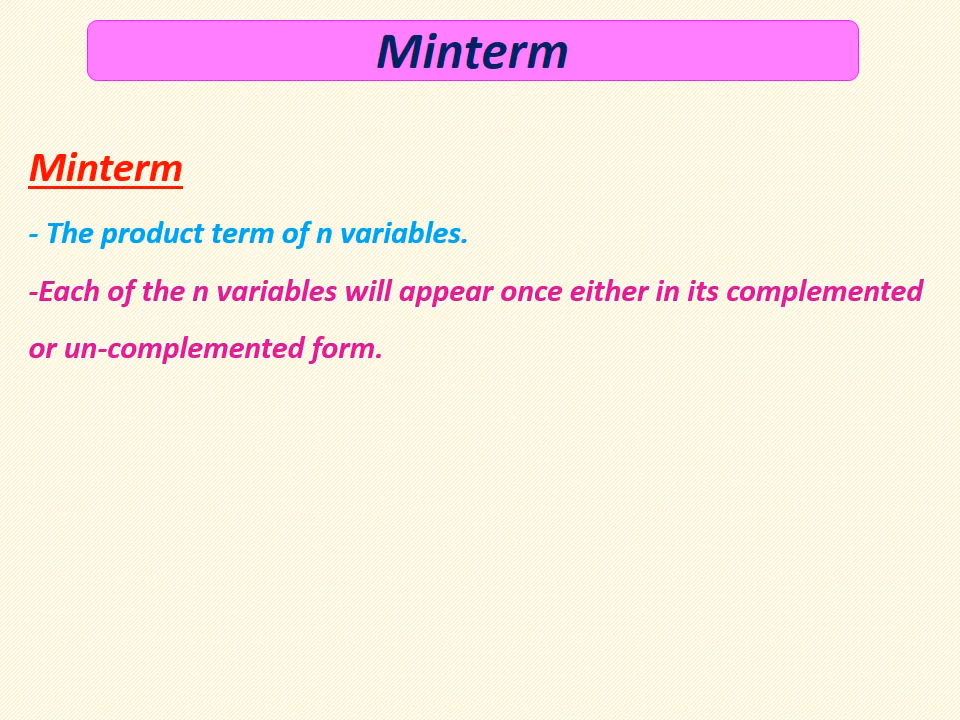 Minterm
Minterm
- The product term of n variables.
-Each of the n variables will appear once either in its complemented
or un-complemented form.